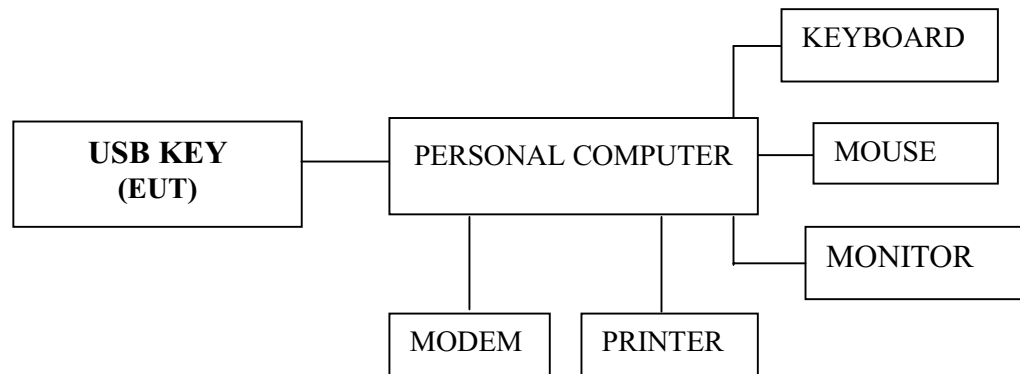 KEYBOARD
USB KEY
(EUT)
PERSONAL COMPUTER
MOUSE
MONITOR
MODEM
PRINTER